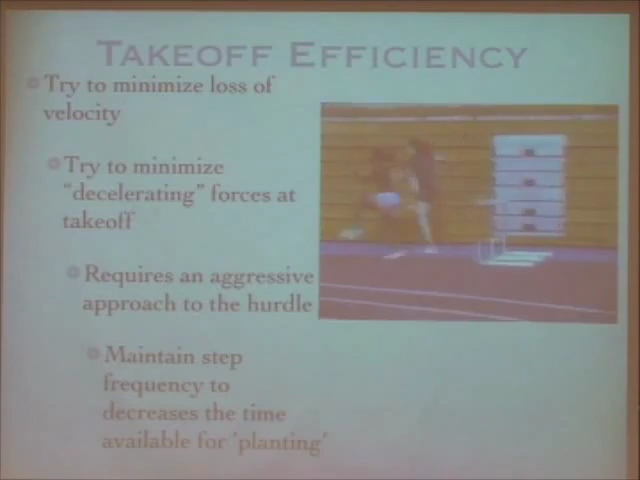 TAKEOFF EFFICIENCY
Try to minimize loss of
velocity
Try to minimize
“decelerating” forces at
takeoff
Requires an aggressive
approach to the hurdle
Maintain step
frequency to
decreases the time
available for ‘planting’